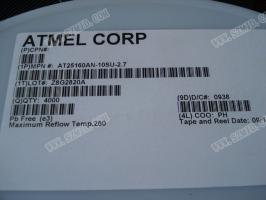 ATMEL CORP
(P)CPN#:
(1P)MPN #: AT25160AN-10SU-2.7
(1T)LOT#: Z8G2820A
(Q)QTY: 4000
(9D)D/C#: 0938
(4L) COO: PH
Pb Free (e3)
Maximum Reflow Temp.260
Tape and Reel Date: